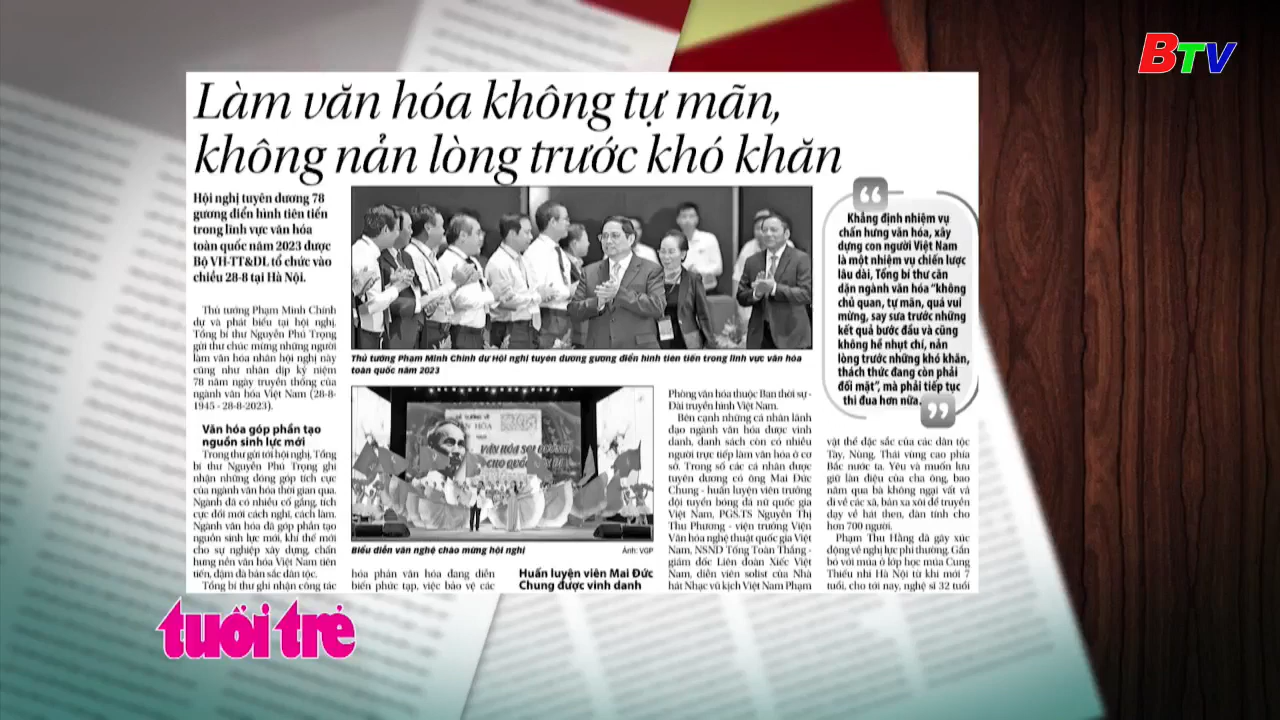 BTV
Làm văn hóa không tự mãn,
không nản lòng trước khó khăn
Hội nghị tuyên dương 78
gương điển hình tiên tiến
trong lĩnh vực văn hóa
toàn quốc năm 2023 được
Bộ VH-TT&DL tổ chức vào
chiều 28-8 tại Hà Nội.
Thủ tướng Phạm Minh Chính
dự và phát biểu tại hội nghị.
Tổng bí thư Nguyễn Phú Trọng
gửi thư chúc mừng những người
làm văn hóa nhân hội nghị này
cũng như nhân dịp kỷ niệm
78 năm ngày truyền thống của
ngành văn hóa Việt Nam (28-8-
1945 - 28-8-2023).
Văn hóa góp phần tạo
nguồn sinh lực mới
Trong thư gửi tới hội nghị, Tổng
bí thư Nguyễn Phú Trọng ghi
nhận những đóng góp tích cực
của ngành văn hóa thời gian qua.
Ngành đã có nhiều cố gắng, tích
cực đổi mới cách nghĩ, cách làm.
Ngành văn hóa đã góp phần tạo
nguồn sinh lực mới, khí thế mới
cho sự nghiệp xây dựng, chấn
hưng nền văn hóa Việt Nam tiên
tiến, đậm đà bản sắc dân tộc.
Tổng bí thư ghi nhận công tác
Thủ tướng Phạm Minh Chính dự Hội nghị tuyên dương gương điển hình tiên tiến trong lĩnh vực văn hóa
toàn quốc năm 2023
VĂN HÓA SOI ĐƯỜNG
CHO QUỐC
Biểu diễn văn nghệ chào mừng hội nghị
Ảnh: VGP
hóa phản văn hóa đang diễn
biến phức tạp, việc bảo vệ các
Huấn luyện viên Mai Đức
Chung được vinh danh
Phòng văn hóa thuộc Ban thời sự -
Đài truyền hình Việt Nam.
Bên cạnh những cá nhân lãnh
đạo ngành văn hóa được vinh
danh, danh sách còn có nhiều
người trực tiếp làm văn hóa ở cơ
sở. Trong số các cá nhân được
tuyên dương có ông Mai Đức
Chung - huấn luyện viên trưởng
đội tuyển bóng đá nữ quốc gia
Việt Nam, PGS.TS Nguyễn Thị
Thu Phương - viện trưởng Viện
Văn hóa nghệ thuật quốc gia Việt
Nam, NSND Tống Toàn Thắng -
giám đốc Liên đoàn Xiếc Việt
Nam, diễn viên solist của Nhà
hát Nhạc vũ kịch Việt Nam Phạm
“
Khẳng định nhiệm vụ
chấn hưng văn hóa, xây
dựng con người Việt Nam
là một nhiệm vụ chiến lược
lâu dài, Tổng bí thư căn
dặn ngành văn hóa “không
chủ quan, tự mãn, quá vui
mừng, say sưa trước những
kết quả bước đầu và cũng
không hề nhụt chí, nản
lòng trước những khó khăn,
thách thức đang còn phải
đối mặt”, mà phải tiếp tục
thi đua hơn nữa.
”
vật thể đặc sắc của các dân tộc
Tày, Nùng, Thái vùng cao phía
Bắc nước ta. Yêu và muốn lưu
giữ làn điệu của cha ông, bao
năm qua bà không ngại vất vả
đi về các xã, bản xa xôi để truyền
dạy về hát then, đàn tính cho
hơn 700 người.
Phạm Thu Hằng đã gây xúc
động về nghị lực phi thường. Gắn
bó với múa ở lớp học múa Cung
Thiếu nhi Hà Nội từ khi mới 7
tuổi, cho tới nay, nghệ sĩ 32 tuổi
tuổi trẻ